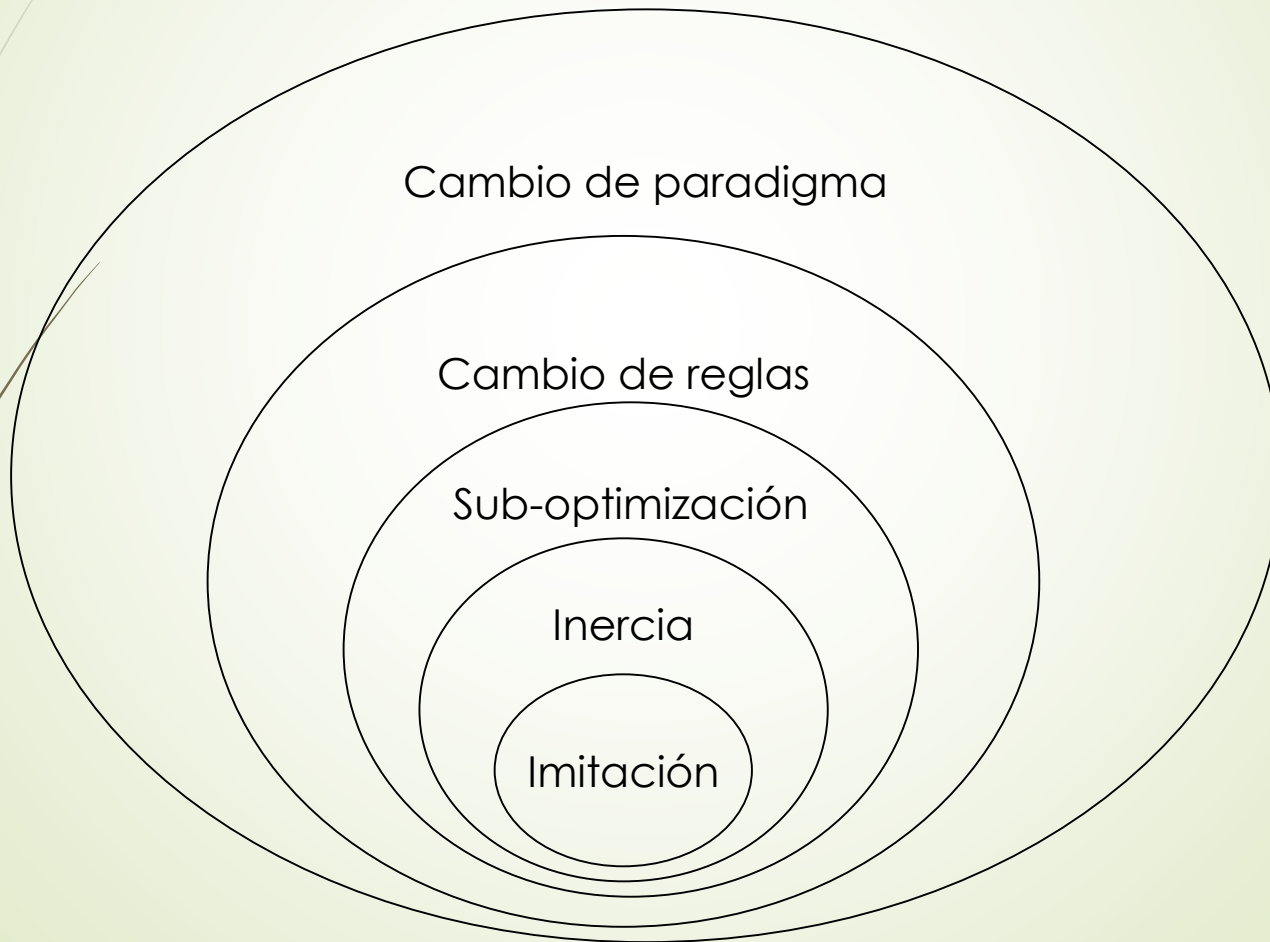 Cambio de paradigma
Cambio de reglas
Sub-optimización
Inercia
Imitación